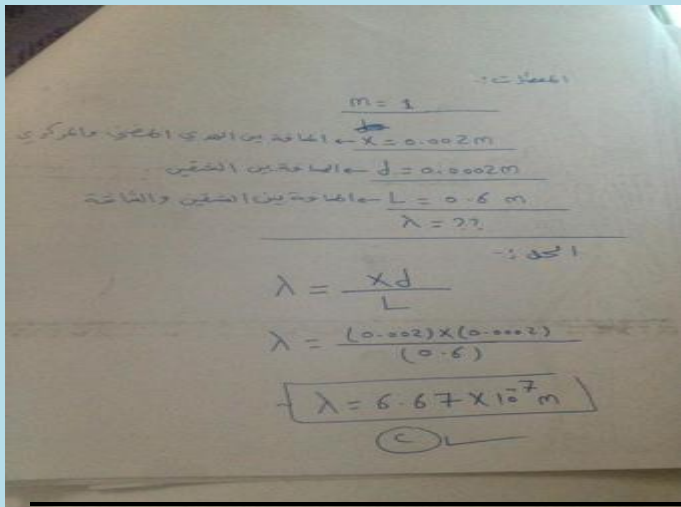 المعطيات:
m = 1
x = 0.002m ← المسافة بين الهدب المضيء والمركزي
d = 0.0002m ← المسافة بين الشقين
L = 0.6 m ← المسافة بين الشقين والشاشة
λ = ??
الحل:-
λ = xd / L
λ = (0.002)×(0.0002) / (0.6)
λ = 6.67 × 10⁻⁷ m
C